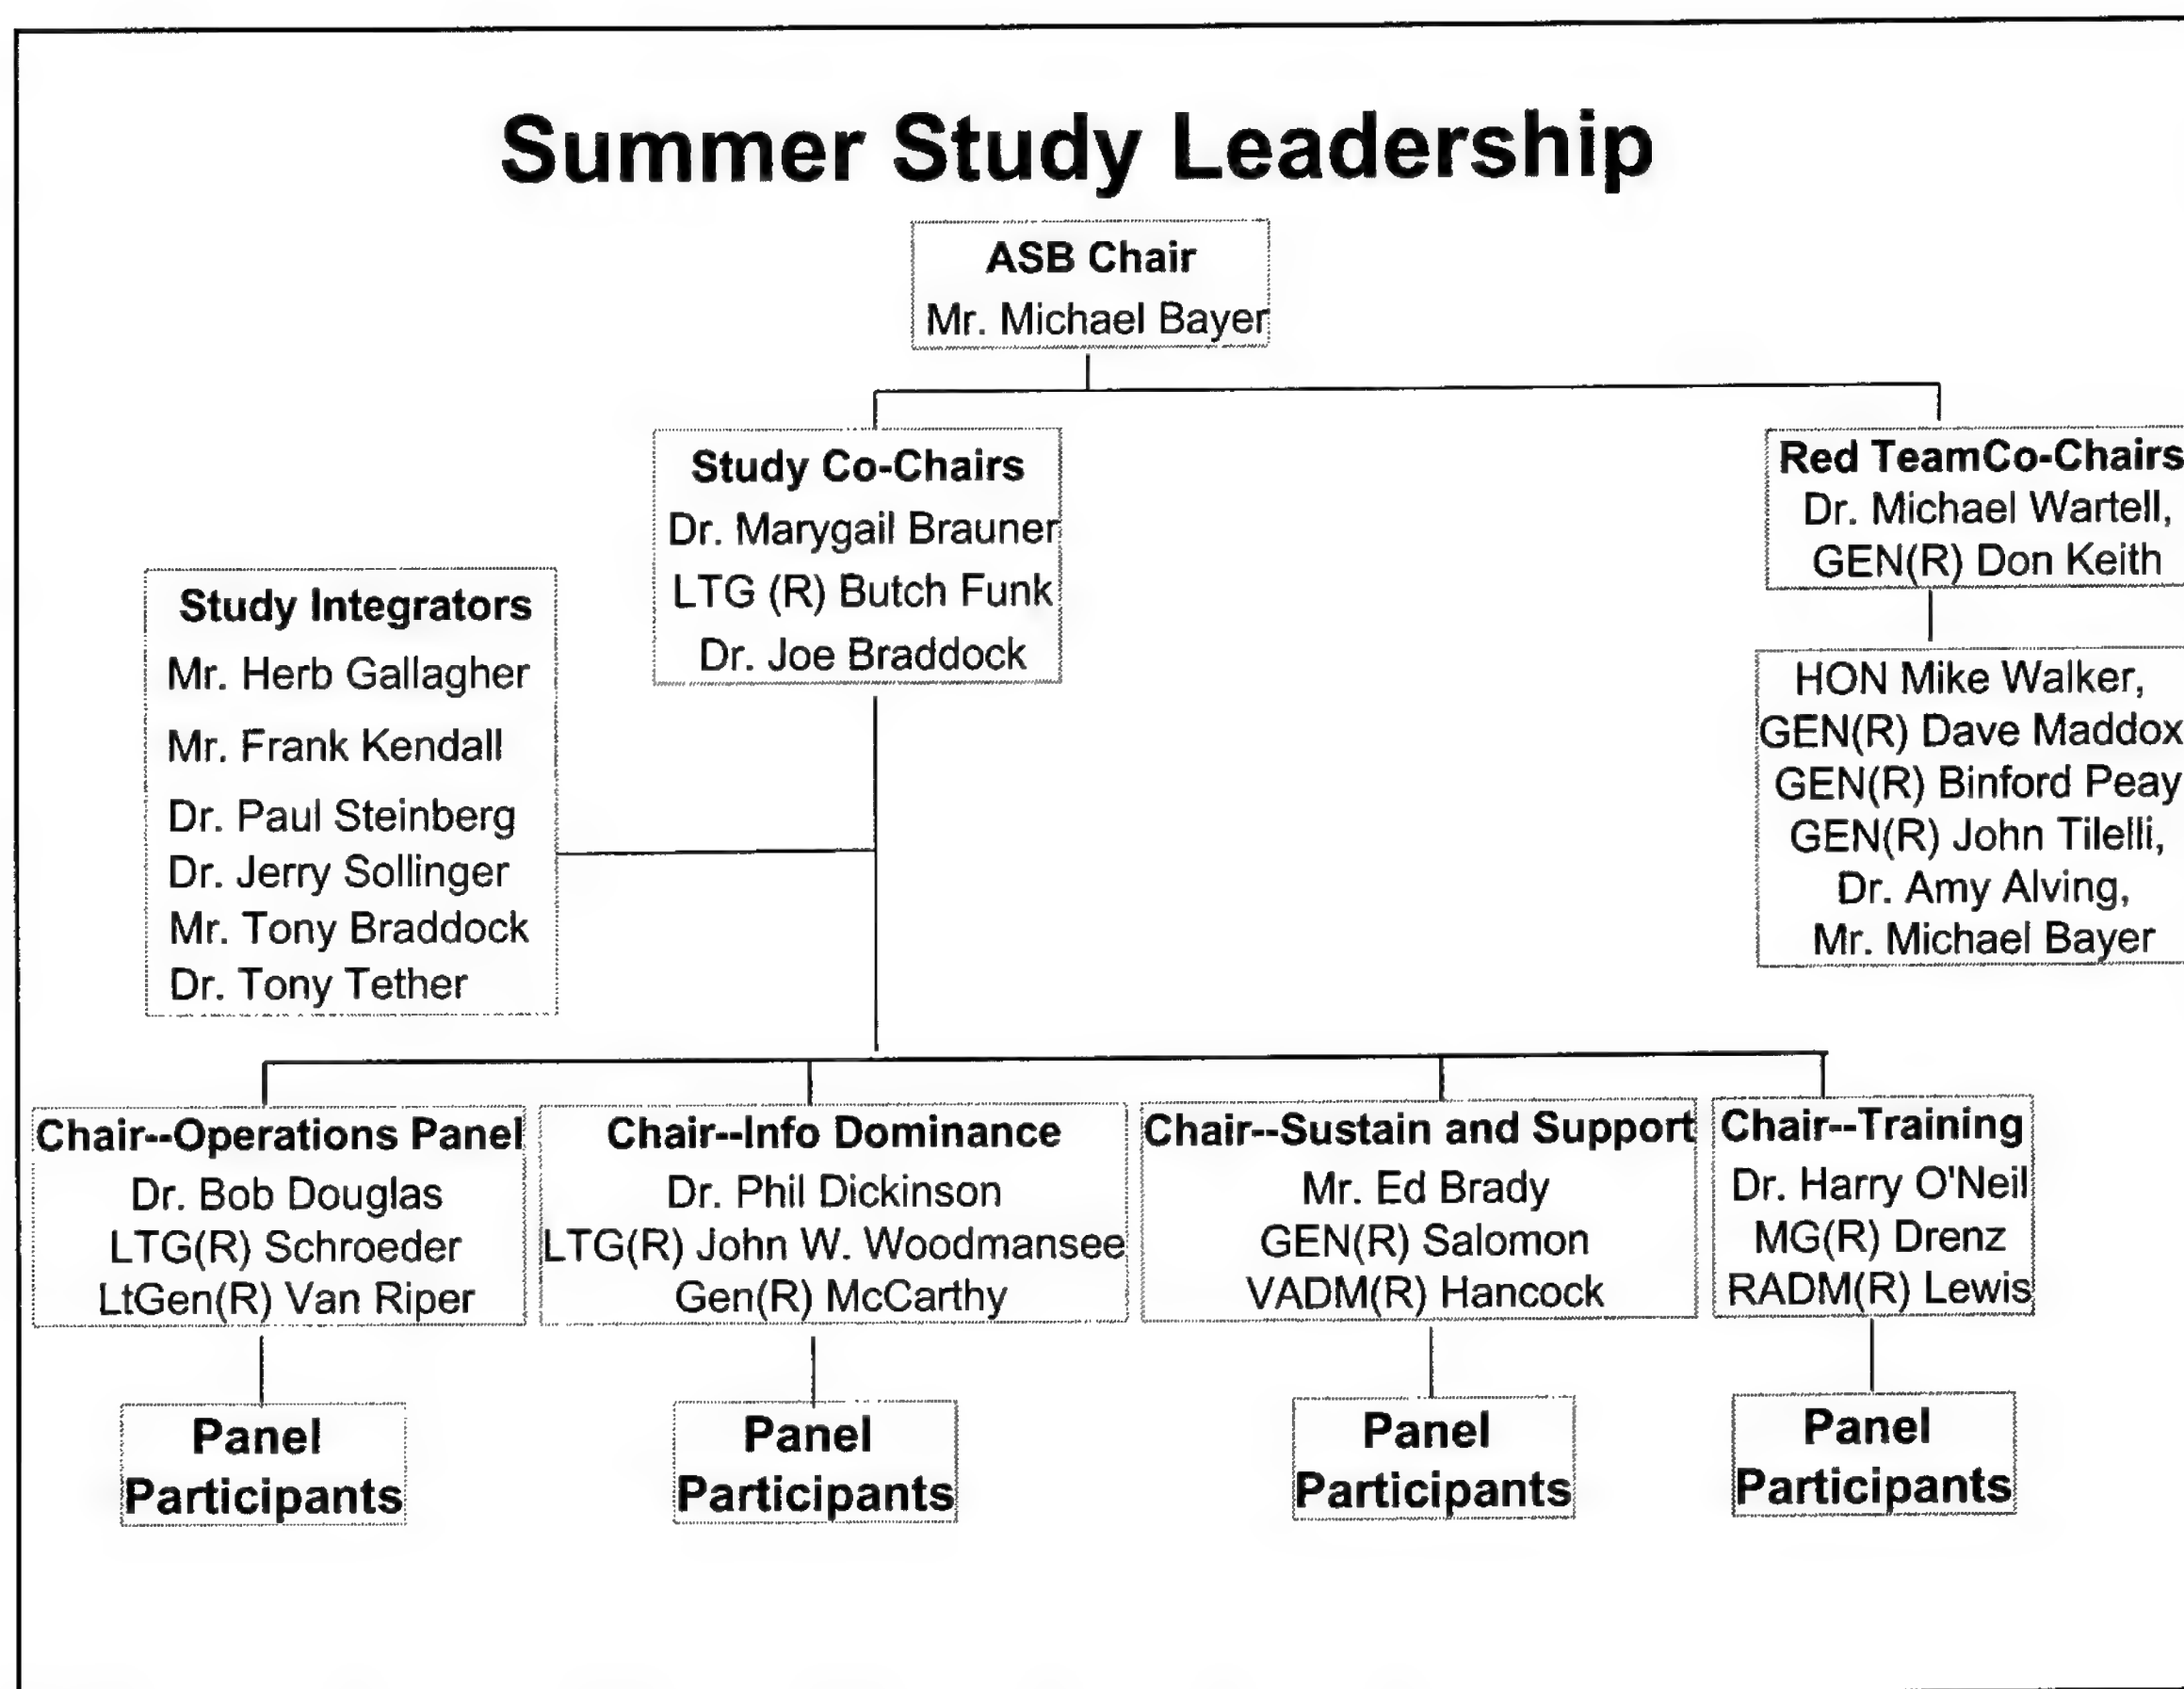 Summer Study Leadership
ASB Chair
Mr. Michael Bayer
Study Co-Chairs
Dr. Marygail Brauner
LTG (R) Butch Funk
Dr. Joe Braddock
Red TeamCo-Chairs
Dr. Michael Wartell,
GEN(R) Don Keith
HON Mike Walker,
GEN(R) Dave Maddox
GEN(R) Binford Peay
GEN(R) John Tilelli,
Dr. Amy Alving,
Mr. Michael Bayer
Study Integrators
Mr. Herb Gallagher
Mr. Frank Kendall
Dr. Paul Steinberg
Dr. Jerry Sollinger
Mr. Tony Braddock
Dr. Tony Tether
Chair--Operations Panel
Dr. Bob Douglas
LTG(R) Schroeder
LtGen(R) Van Riper
Chair--Info Dominance
Dr. Phil Dickinson
LTG(R) John W. Woodmansee
Gen(R) McCarthy
Chair--Sustain and Support
Mr. Ed Brady
GEN(R) Salomon
VADM(R) Hancock
Chair--Training
Dr. Harry O'Neil
MG(R) Drenz
RADM(R) Lewis
Panel
Participants
Panel
Participants
Panel
Participants
Panel
Participants